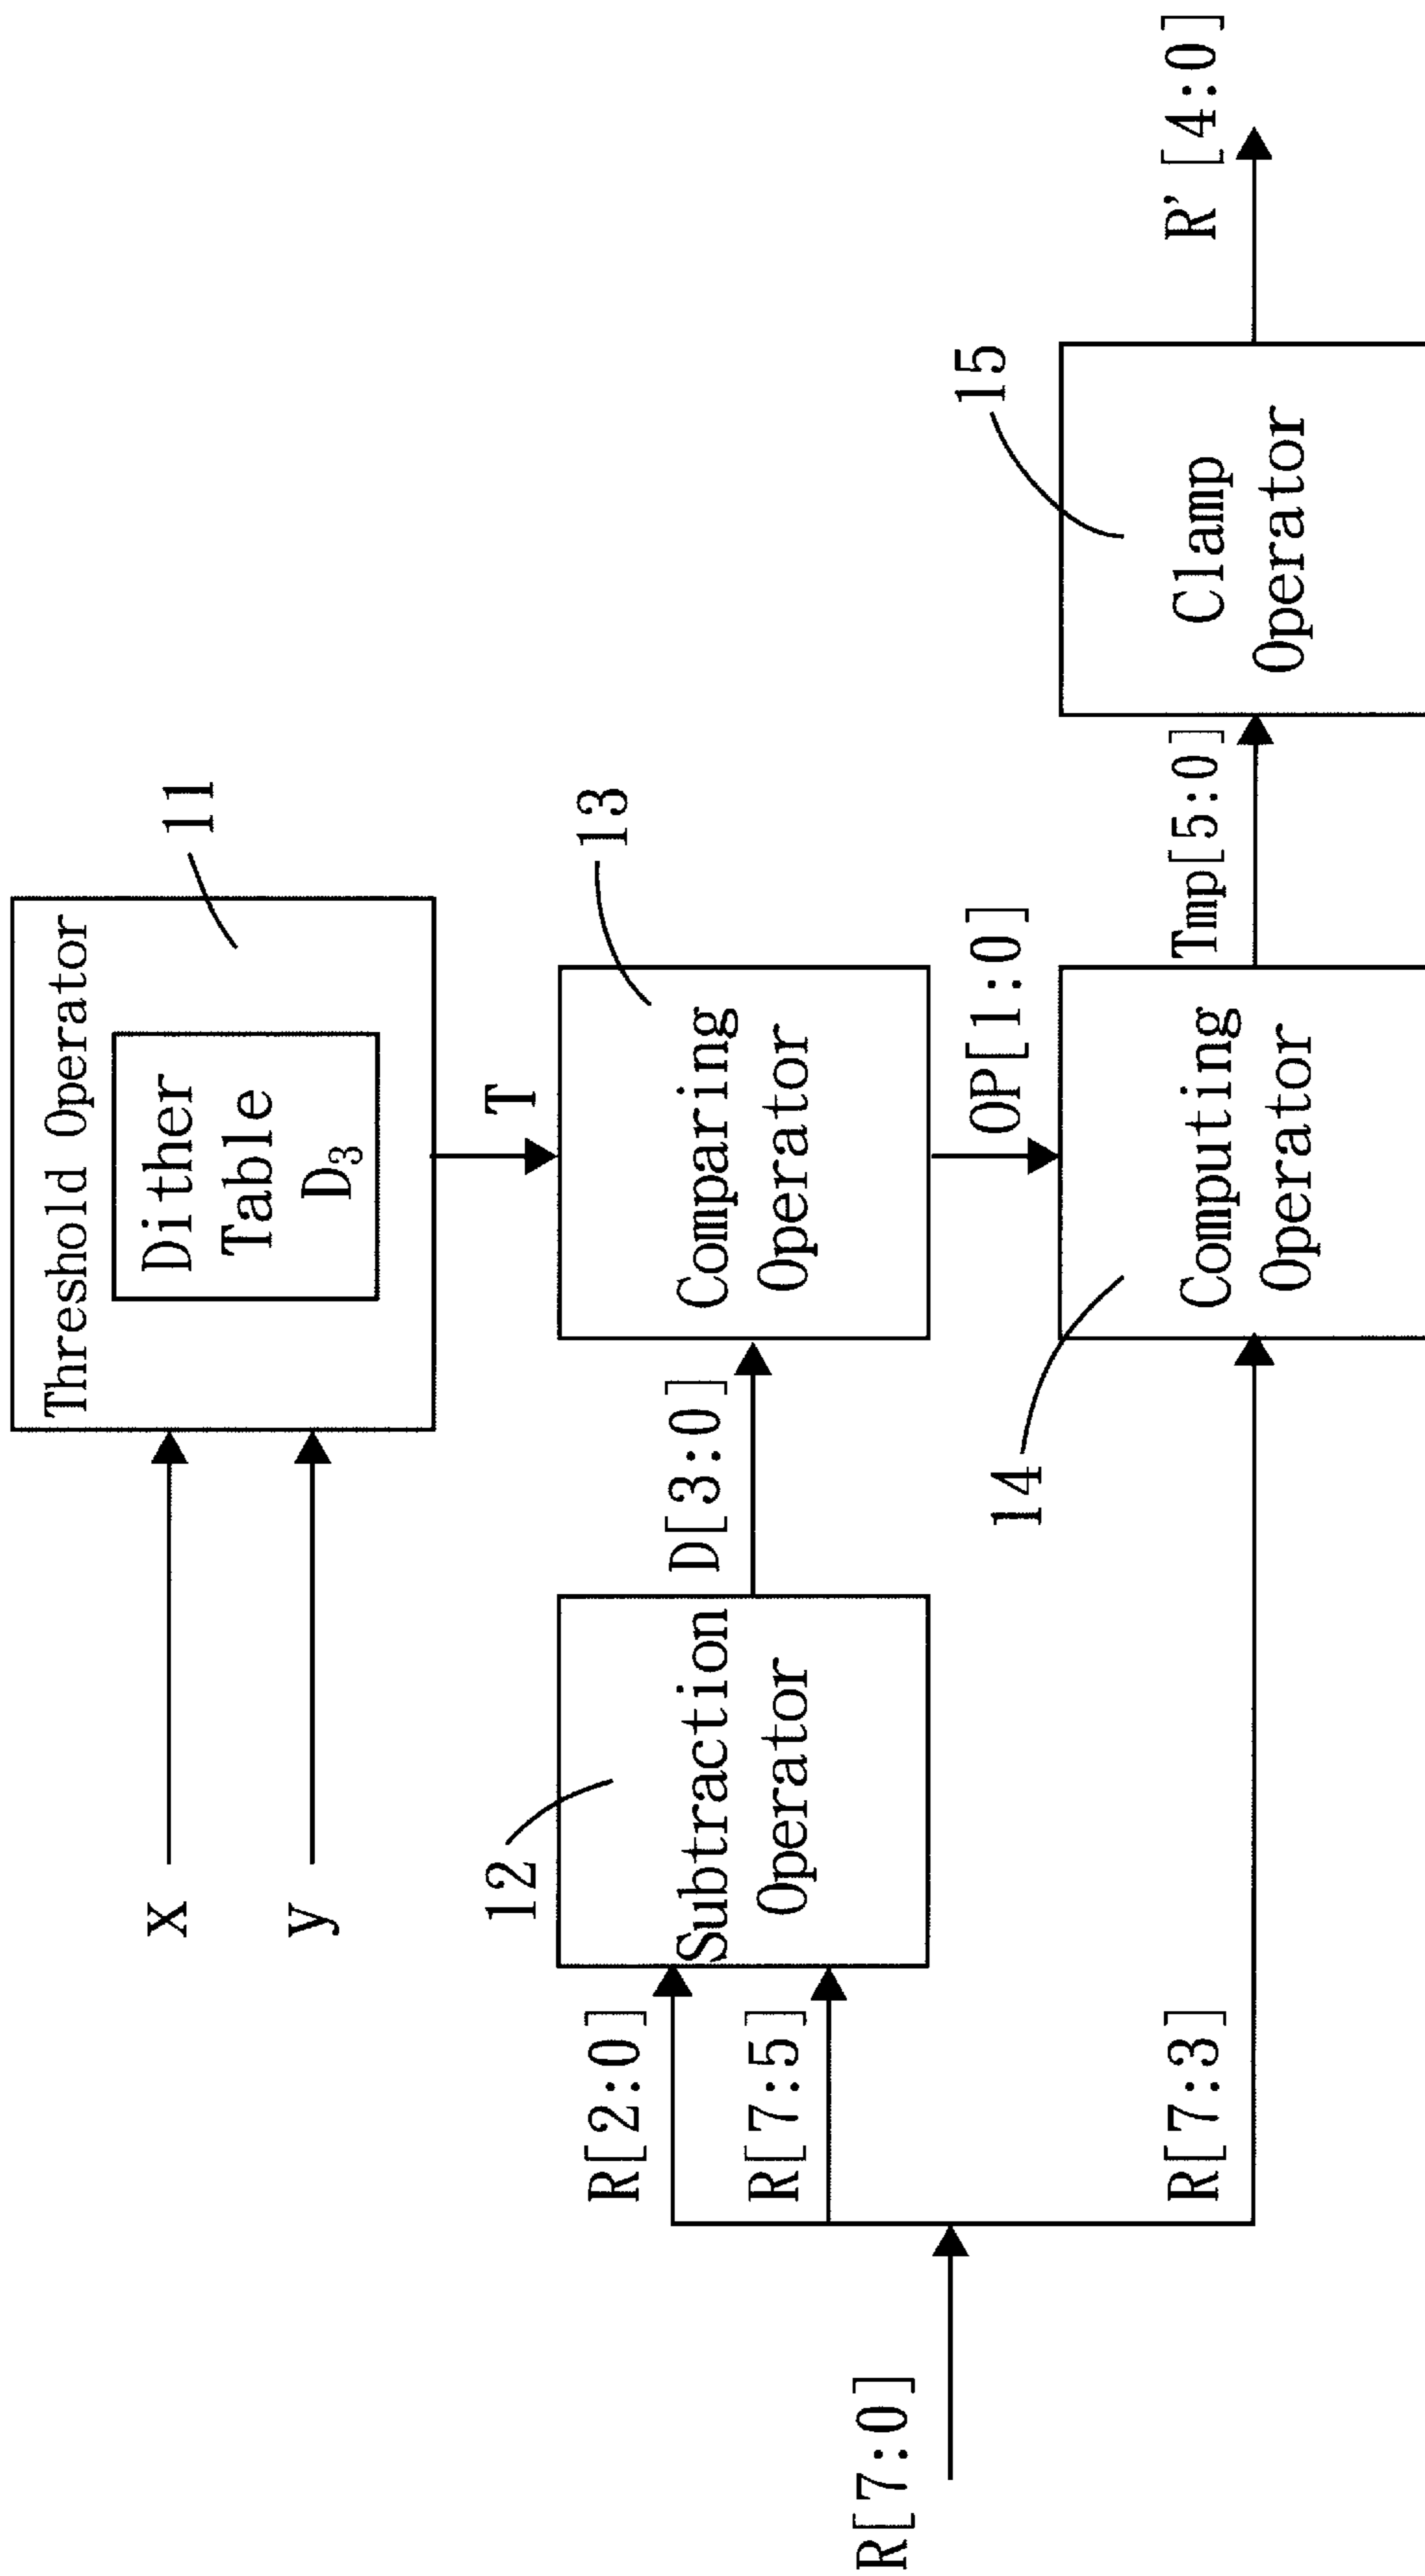 x
y
Threshold Operator
Dither
Table
D₃
11
T
R[7:0]
R[2:0]
R[7:5]
R[7:3]
12
Subtraction
Operator
D[3:0]
13
Comparing
Operator
OP[1:0]
14
Computing
Operator
Tmp[5:0]
15
Clamp
Operator
R'[4:0]